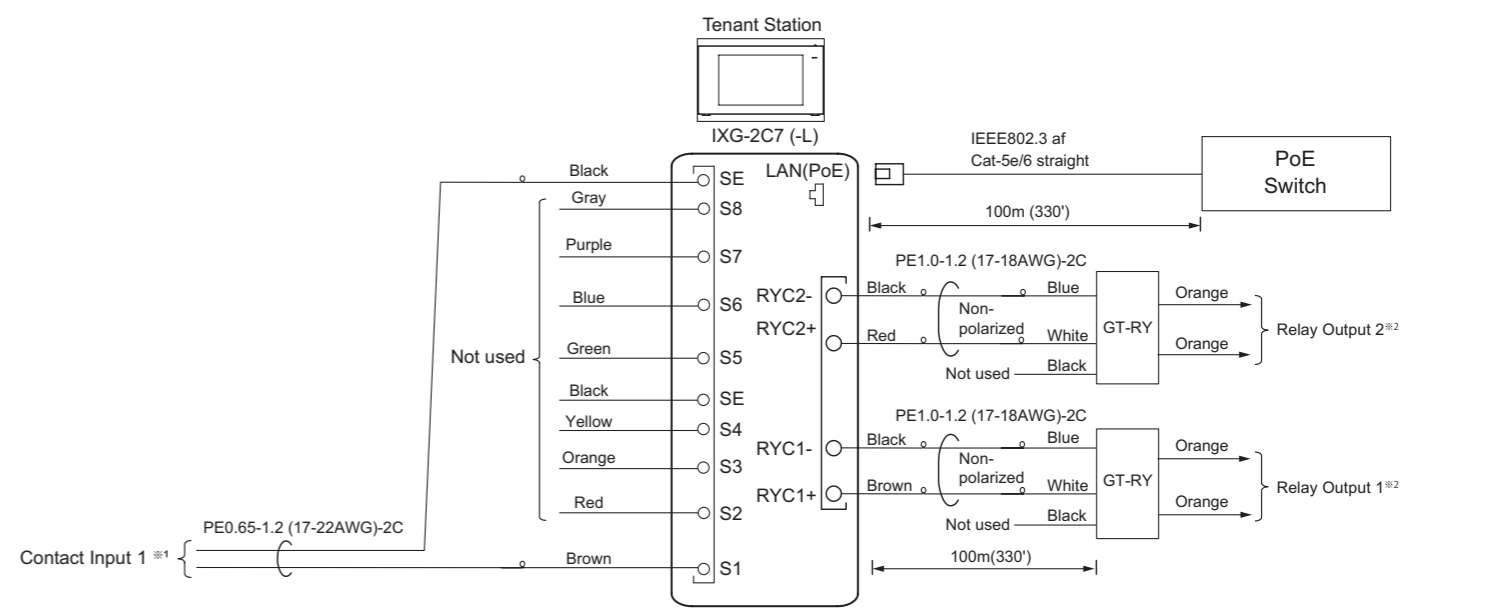 Tenant Station
IXG-2C7 (-L)
LAN(PoE)
IEEE802.3 af
Cat-5e/6 straight
PoE
Switch
100m (330')
Black
SE
Gray
S8
Purple
S7
Blue
S6
Green
S5
Black
SE
Yellow
S4
Orange
S3
Red
S2
Not used
Brown
S1
PE0.65-1.2 (17-22AWG)-2C
Contact Input 1 ※1
PE1.0-1.2 (17-18AWG)-2C
RYC2-
Black
Blue
RYC2+
Red
Non-
polarized
White
Not used
Black
GT-RY
Orange
Orange
Relay Output 2※2
PE1.0-1.2 (17-18AWG)-2C
RYC1-
Black
Blue
RYC1+
Brown
Non-
polarized
White
Not used
Black
GT-RY
Orange
Orange
Relay Output 1※2
100m(330')